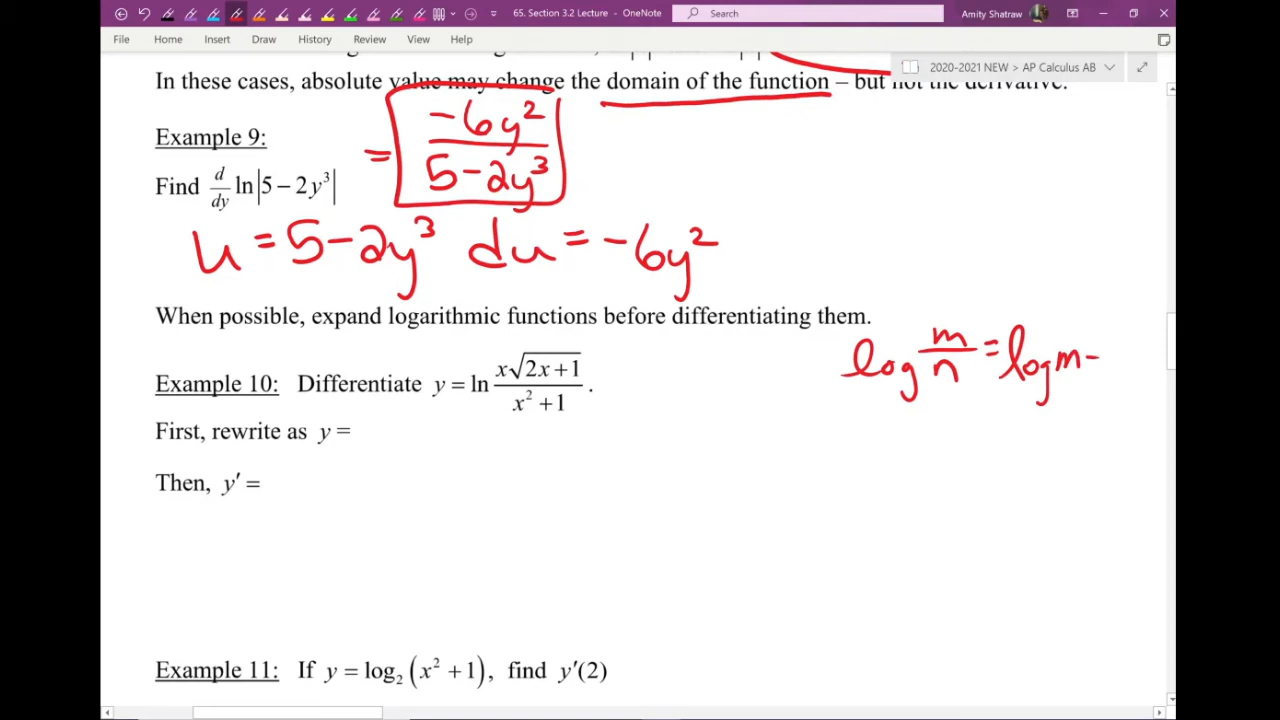 65. Section 3.2 Lecture - OneNote
Search
Amity Shatraw
File Home Insert Draw History Review View Help
2020-2021 NEW > AP Calculus AB
In these cases, absolute value may change the domain of the function – but not the derivative.
Example 9:
Find d/dy ln|5 − 2y³|
= -6y²/5-2y³
u = 5-2y³ du = -6y²
When possible, expand logarithmic functions before differentiating them.
log m/n = log m-
Example 10: Differentiate y = ln x√(2x+1)/x² + 1.
First, rewrite as y =
Then, y′ =
Example 11: If y = log₂(x² + 1), find y′(2)